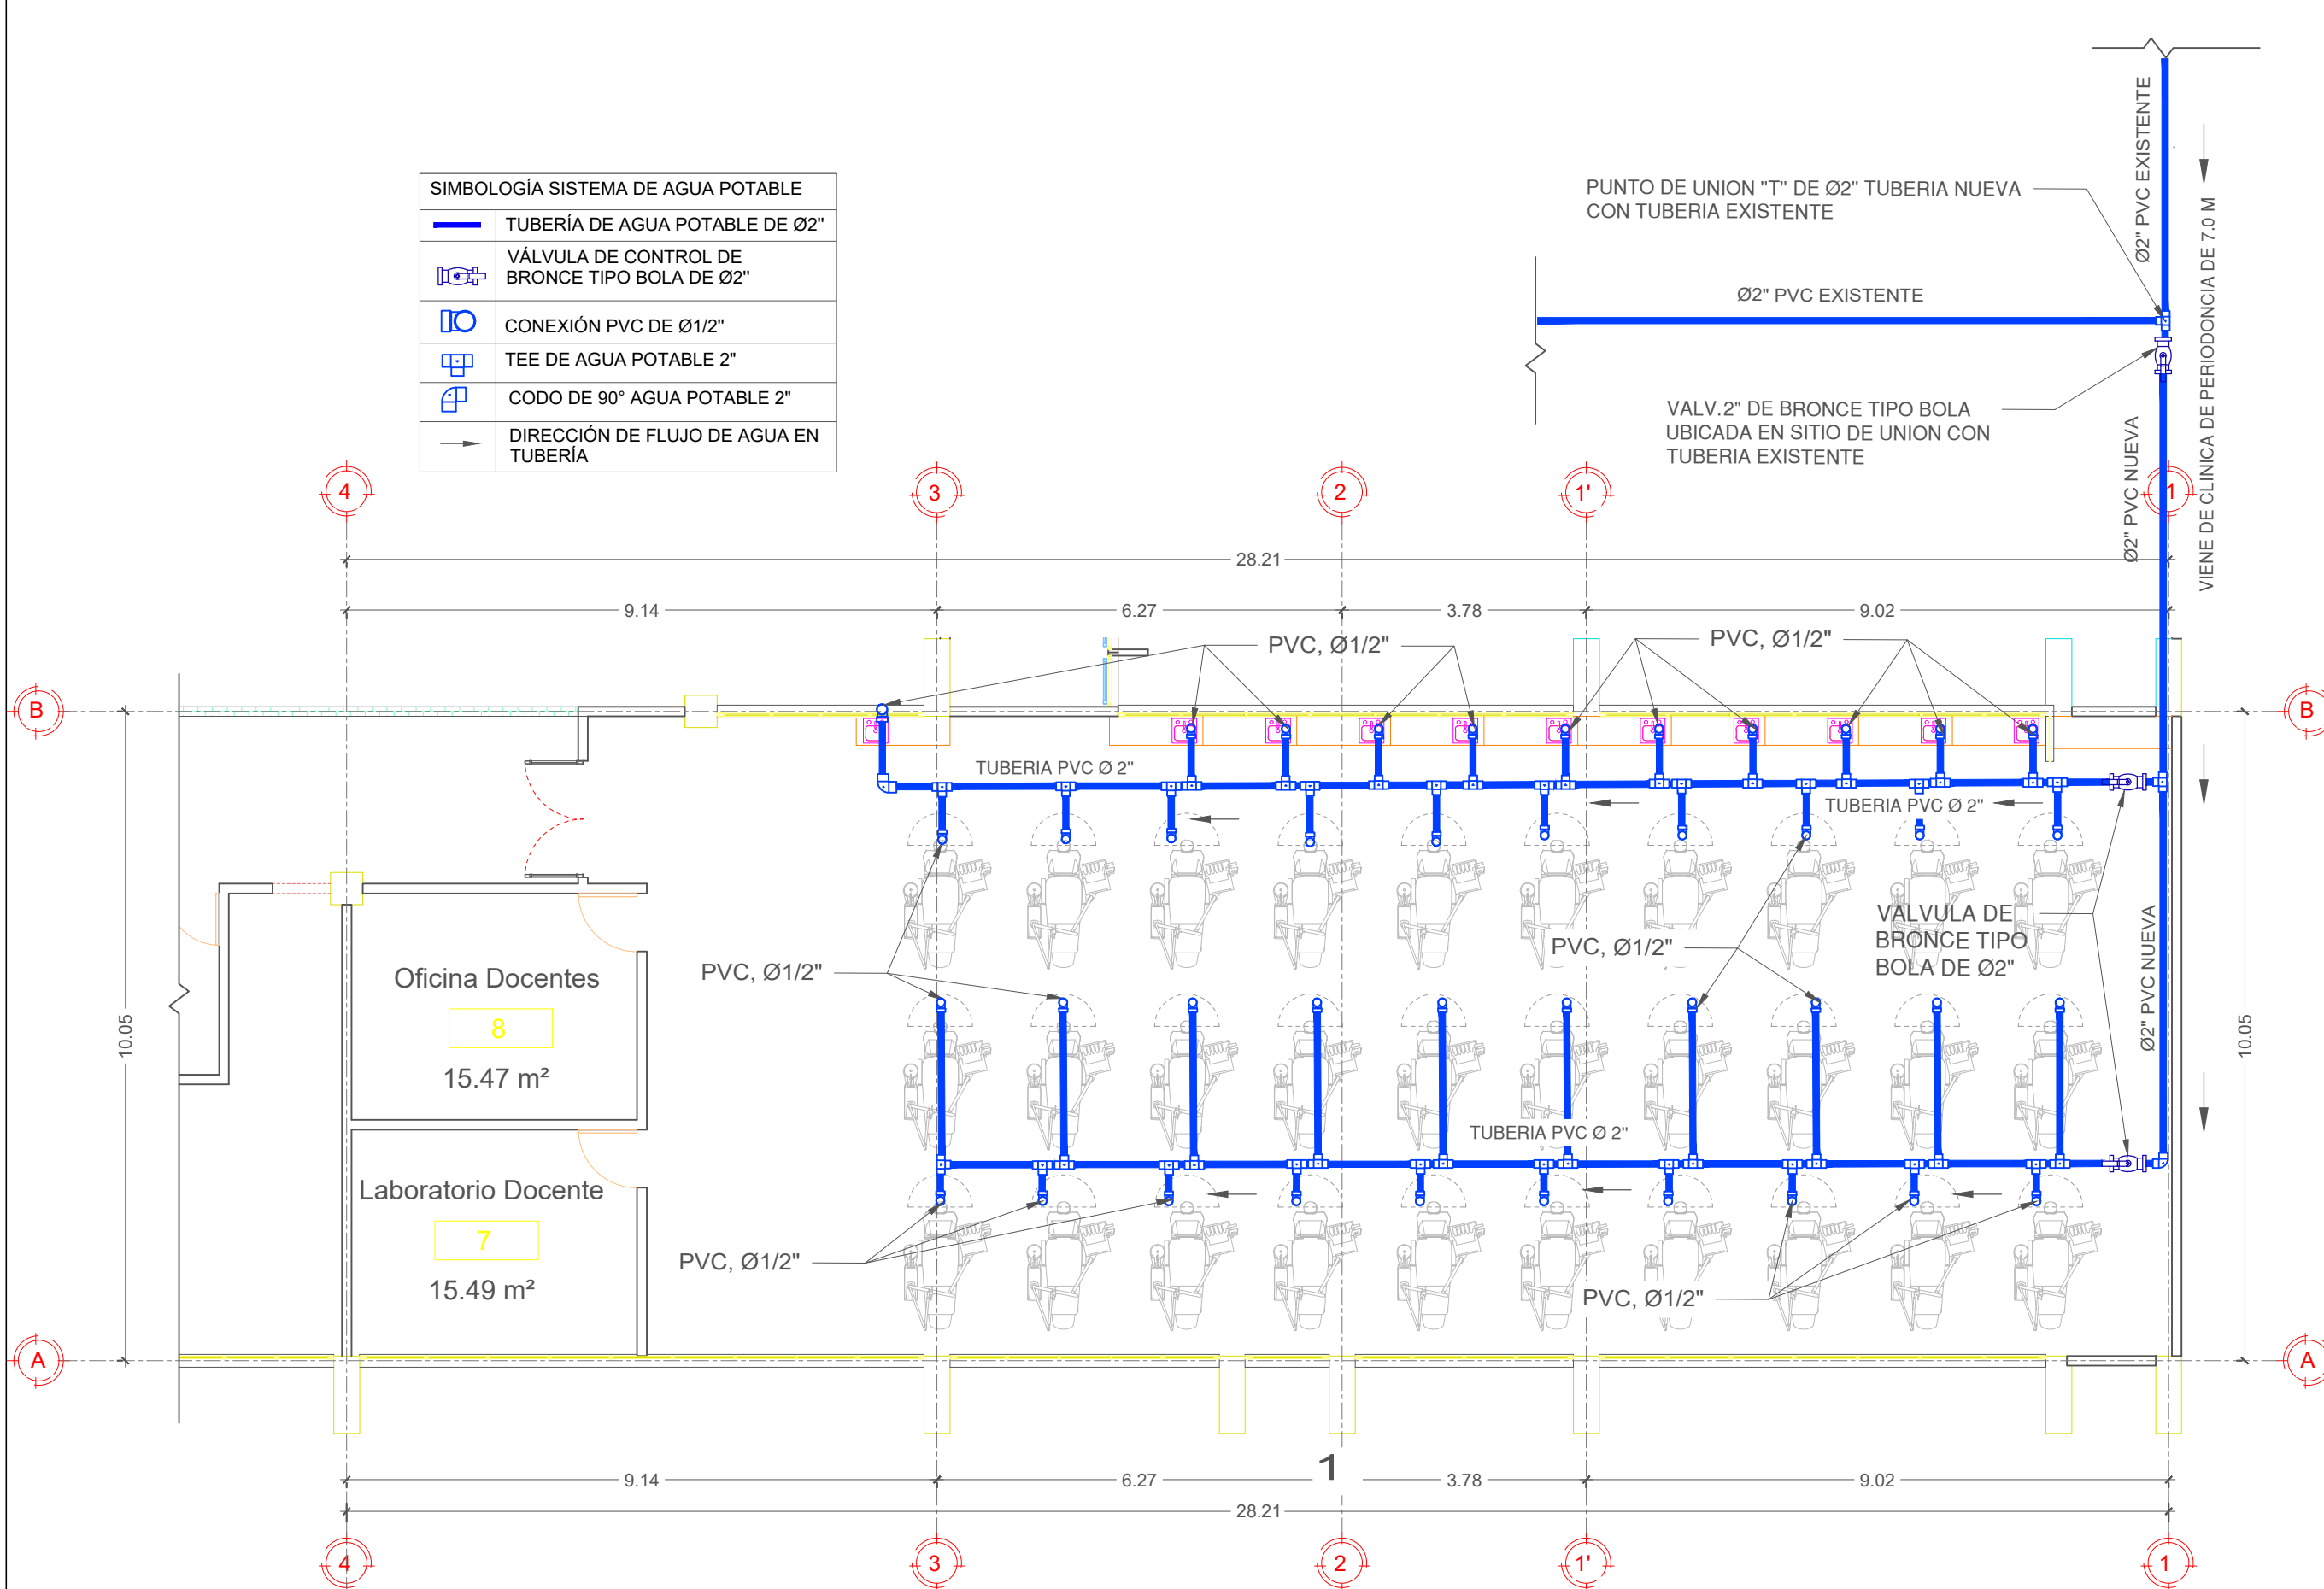 Ø2" PVC EXISTENTE
VIENE DE CLINICA DE PERIODONCIA DE 7.0 M
SIMBOLOGÍA SISTEMA DE AGUA POTABLE
TUBERÍA DE AGUA POTABLE DE Ø2"
VÁLVULA DE CONTROL DE
BRONCE TIPO BOLA DE Ø2"
CONEXIÓN PVC DE Ø1/2"
TEE DE AGUA POTABLE 2"
CODO DE 90° AGUA POTABLE 2"
DIRECCIÓN DE FLUJO DE AGUA EN
TUBERÍA
PUNTO DE UNION "T" DE Ø2" TUBERIA NUEVA
CON TUBERIA EXISTENTE
Ø2" PVC EXISTENTE
VALV.2" DE BRONCE TIPO BOLA
UBICADA EN SITIO DE UNION CON
TUBERIA EXISTENTE
Ø2" PVC NUEVA
4
3
2
1'
1
28.21
9.14
6.27
3.78
9.02
PVC, Ø1/2"
PVC, Ø1/2"
B
B
TUBERIA PVC Ø 2"
TUBERIA PVC Ø 2"
VALVULA DE
BRONCE TIPO
BOLA DE Ø2"
PVC, Ø1/2"
PVC, Ø1/2"
Ø2" PVC NUEVA
Oficina Docentes
8
15.47 m²
10.05
10.05
TUBERIA PVC Ø 2"
Laboratorio Docente
7
15.49 m²
PVC, Ø1/2"
PVC, Ø1/2"
A
A
1
9.14
6.27
3.78
9.02
28.21
4
3
2
1'
1